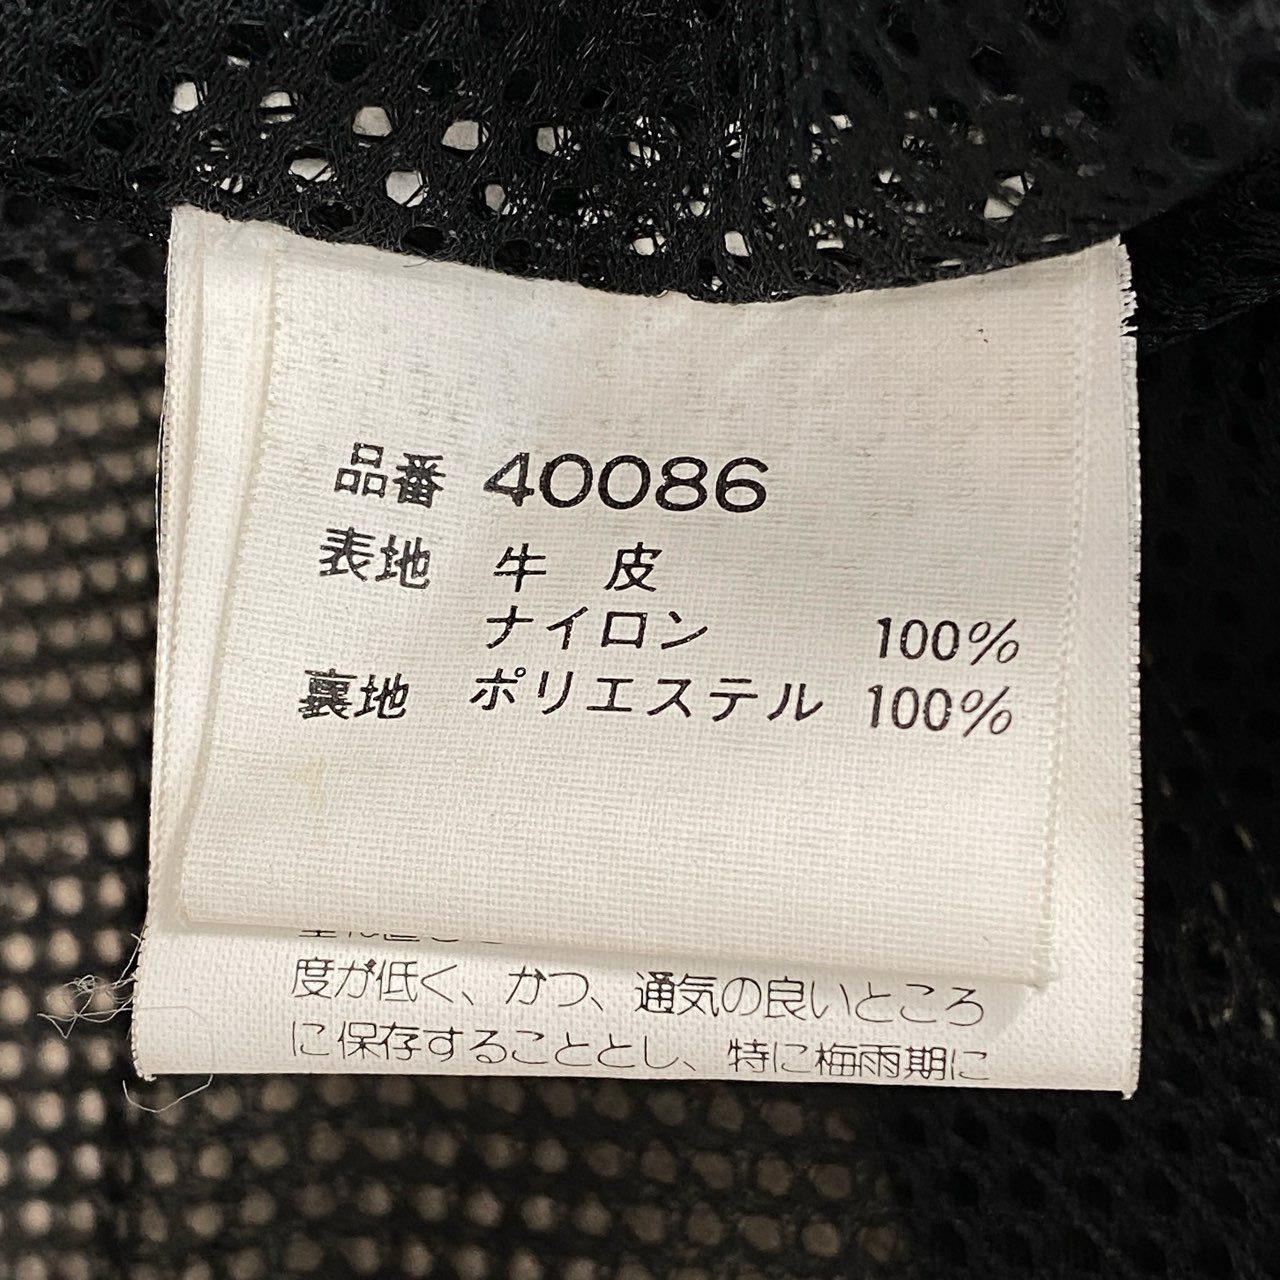 品番 40086
表地 牛 皮
ナイロン 100%
裏地 ポリエステル 100%
度が低く、かつ、通気の良いところ
に保存することとし、特に梅雨期に